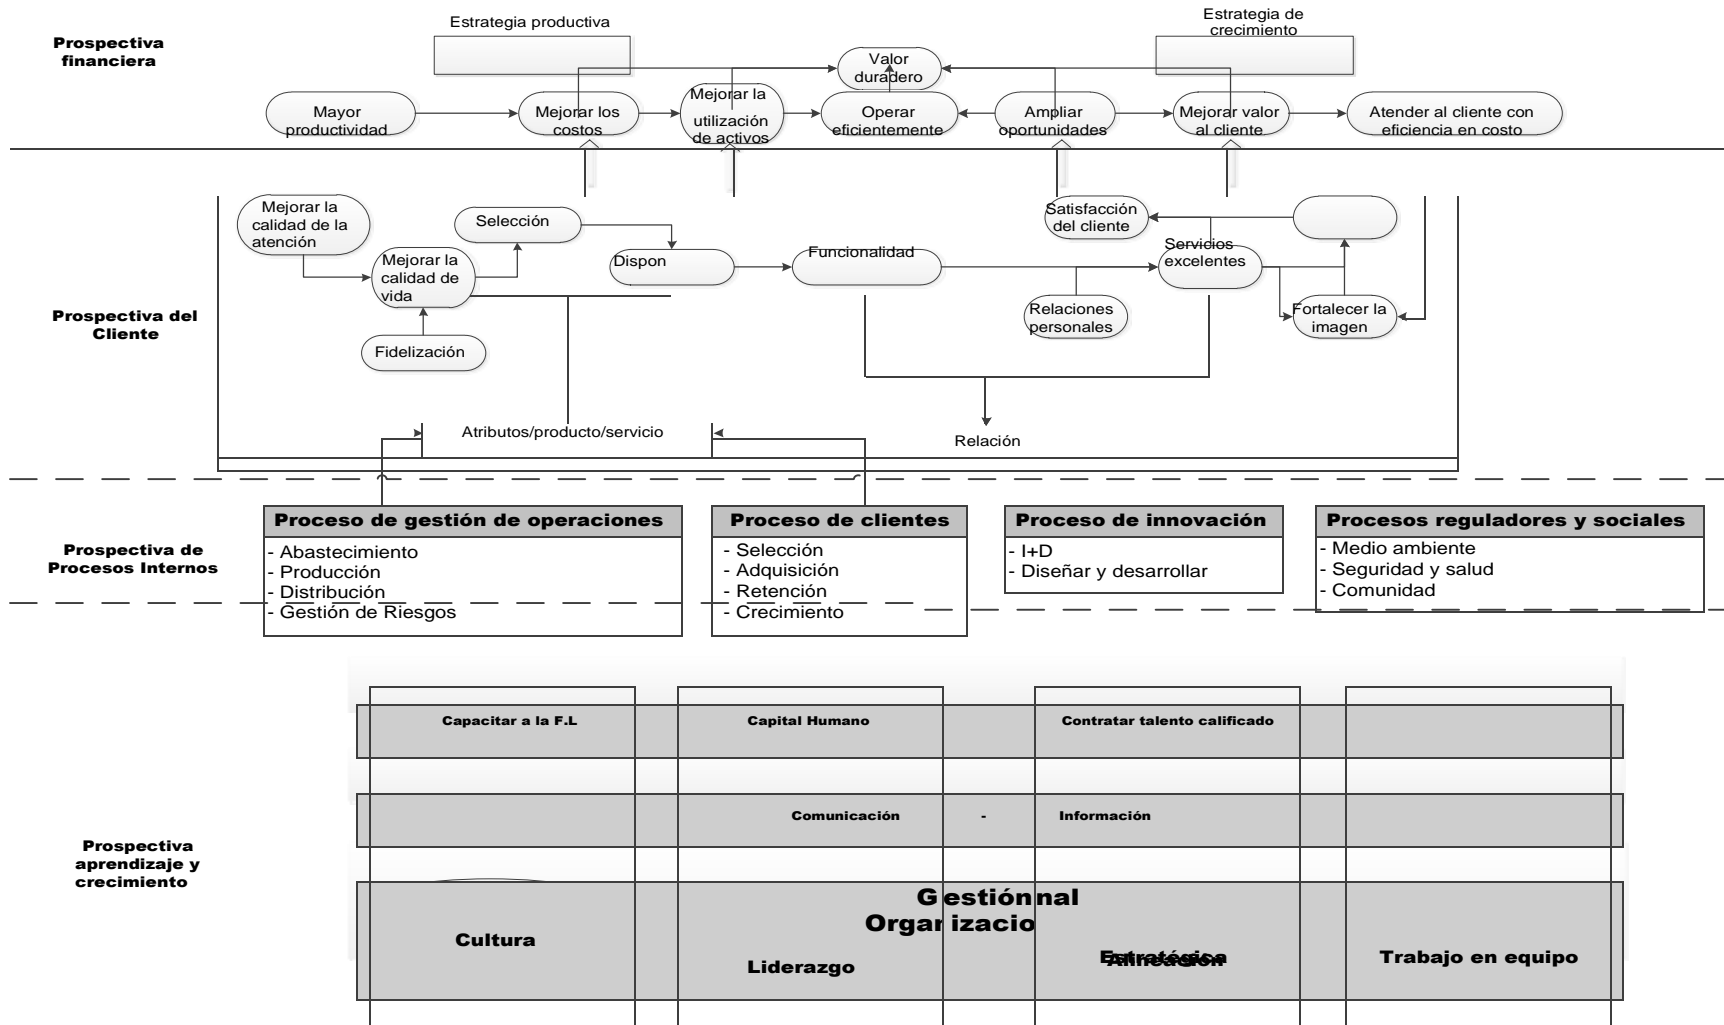 Prospectiva
financiera
Estrategia productiva
Estrategia de
crecimiento
Valor
duradero
Mayor
productividad
Mejorar los
costos
Mejorar la
utilización
de activos
Operar
eficientemente
Ampliar
oportunidades
Mejorar valor
al cliente
Atender al cliente con
eficiencia en costo
Prospectiva del
Cliente
Mejorar la
calidad de la
atención
Mejorar la
calidad de
vida
Fidelización
Selección
Dispon
Funcionalidad
Satisfacción
del cliente
Servicios
excelentes
Relaciones
personales
Fortalecer la
imagen
Atributos/producto/servicio
Relación
Prospectiva de
Procesos Internos
Proceso de gestión de operaciones
- Abastecimiento
- Producción
- Distribución
- Gestión de Riesgos
Proceso de clientes
- Selección
- Adquisición
- Retención
- Crecimiento
Proceso de innovación
- I+D
- Diseñar y desarrollar
Procesos reguladores y sociales
- Medio ambiente
- Seguridad y salud
- Comunidad
Prospectiva
aprendizaje y
crecimiento
Capacitar a la F.L
Capital Humano
Contratar talento calificado
Comunicación - Información
Gestiónnal
Organizacio
Cultura
Liderazgo
Estratégica
Alineación
Trabajo en equipo